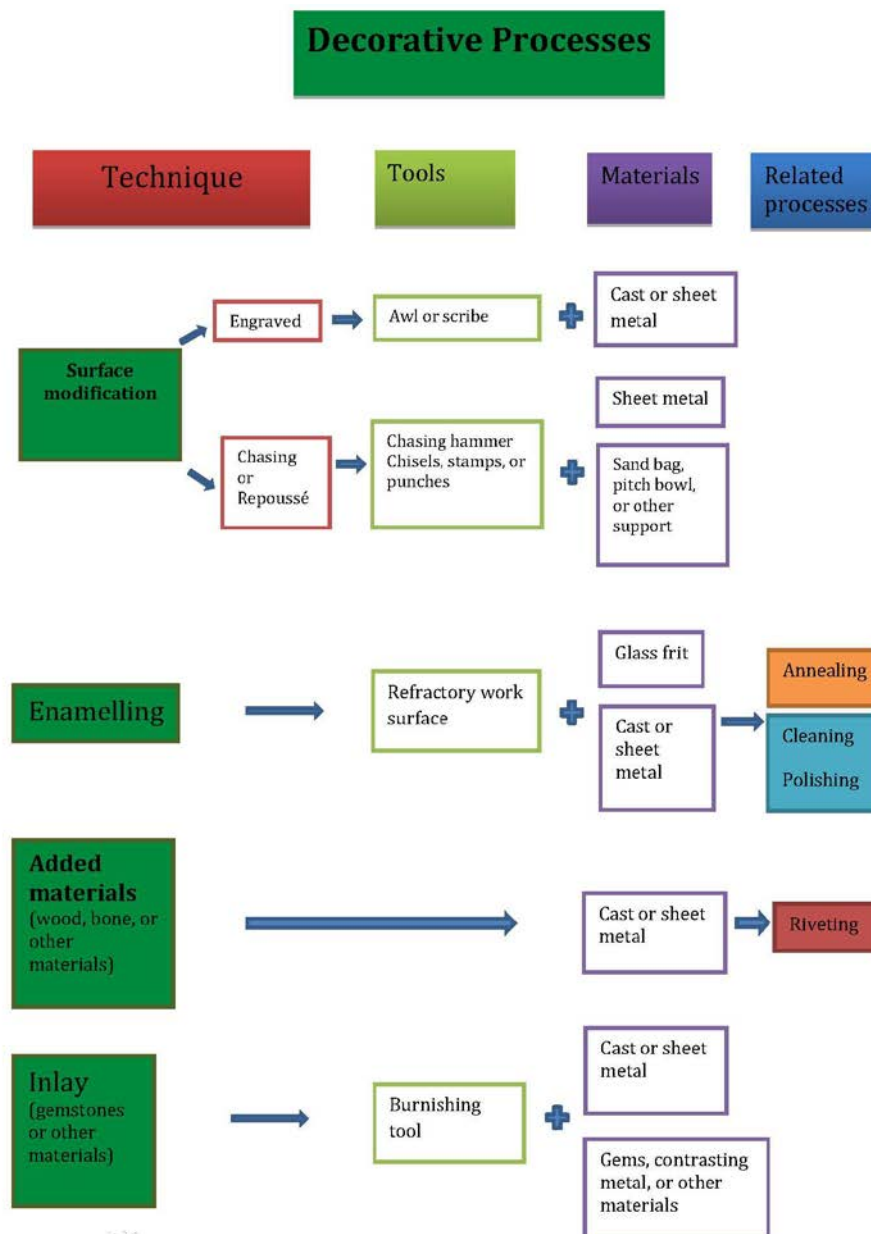 Decorative Processes
Technique
Tools
Materials
Related
processes
Surface
modification
Engraved
Awl or scribe
Cast or sheet
metal
Chasing
or
Repoussé
Chasing hammer
Chisels, stamps, or
punches
Sheet metal
Sand bag,
pitch bowl,
or other
support
Enamelling
Refractory work
surface
Glass frit
Cast or
sheet
metal
Annealing
Cleaning
Polishing
Added
materials
(wood, bone, or
other
materials)
Cast or sheet
metal
Riveting
Inlay
(gemstones
or other
materials)
Burnishing
tool
Cast or sheet
metal
Gems, contrasting
metal, or other
materials